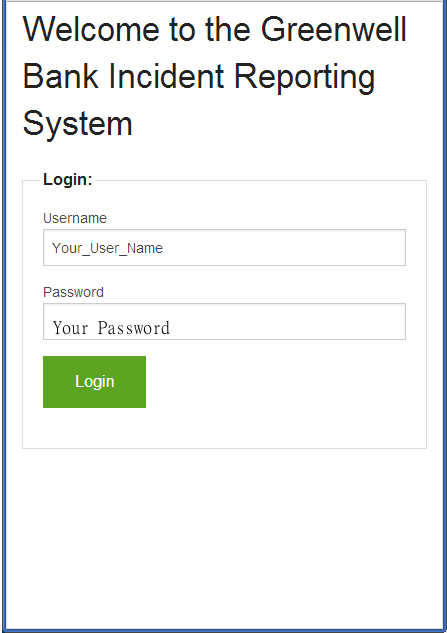 Welcome to the Greenwell
Bank Incident Reporting
System
Login:
Username
Your_User_Name
Password
Your Password
Login